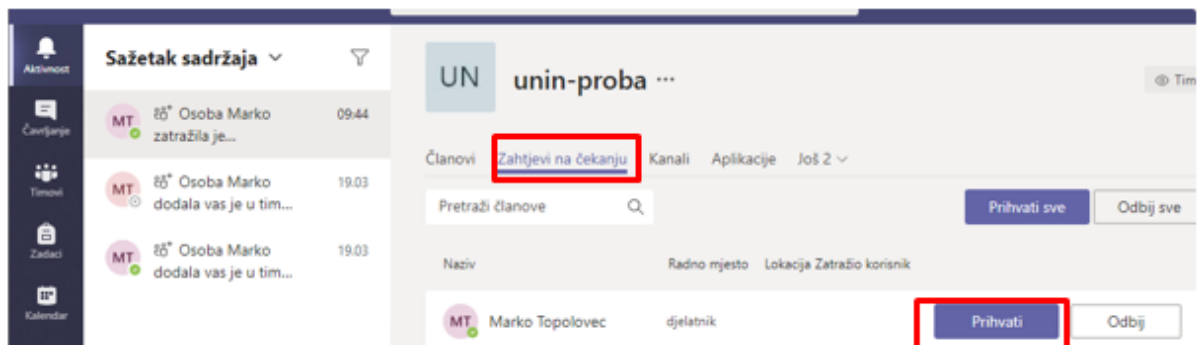 Aktivnost
Čavrljanje
Timovi
Zadaci
Kalendar
Sažetak sadržaja
MT Osoba Marko 09:44
zatražila je...
MT Osoba Marko 19.03
dodala vas je u tim...
MT Osoba Marko 19.03
dodala vas je u tim...
UN unin-proba ...
Tim
Članovi Zahtjevi na čekanju Kanali Aplikacije Još 2
Pretraži članove Prihvati sve Odbij sve
Naziv Radno mjesto Lokacija Zatražio korisnik
MT Marko Topolovec djelatnik Prihvati Odbij